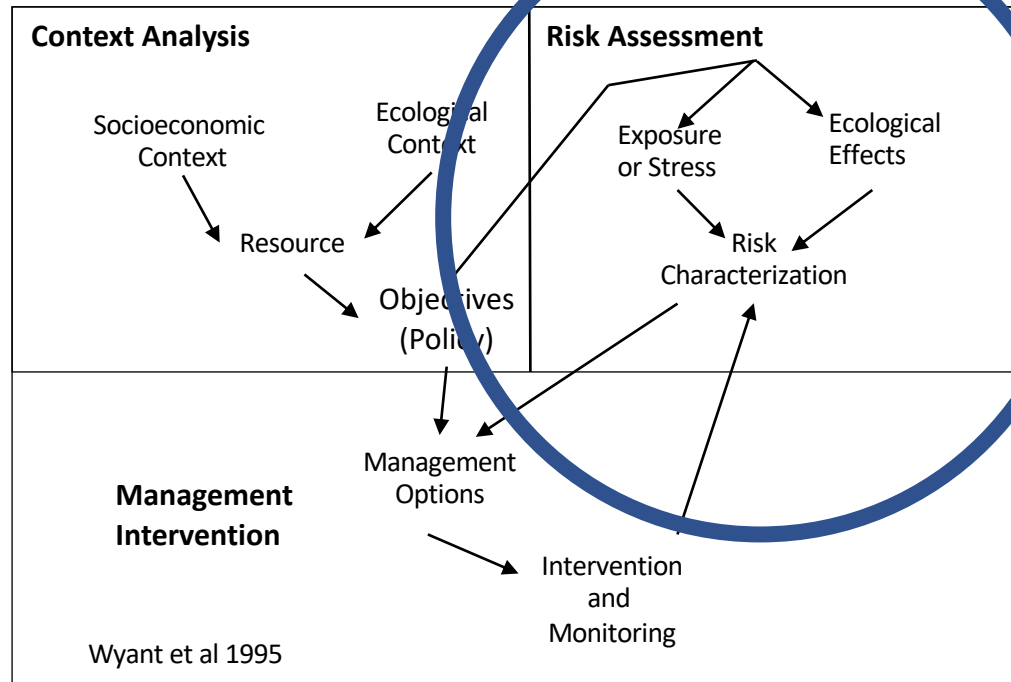 Context Analysis
Risk Assessment
Socioeconomic
Context
Ecological
Context
Exposure
or Stress
Ecological
Effects
Resource
Risk
Characterization
Objectives
(Policy)
Management
Options
Management
Intervention
Intervention
and
Monitoring
Wyant et al 1995